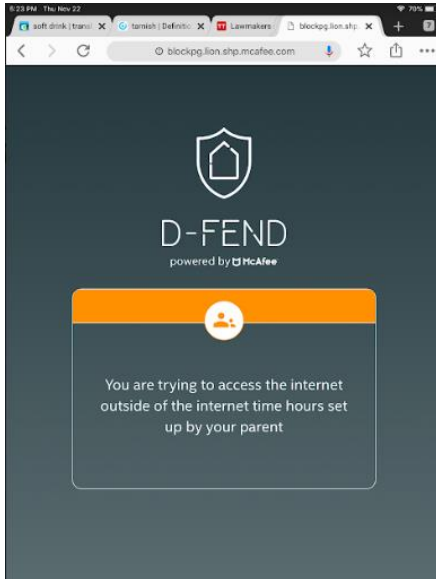 6:23 PM Thu Nov 22
70%
soft drink | transl
tarnish | Definitio
Lawmakers
blockpg.lion.shp
blockpg.lion.shp.mcafee.com
D-FEND
powered by McAfee
You are trying to access the internet
outside of the internet time hours set
up by your parent